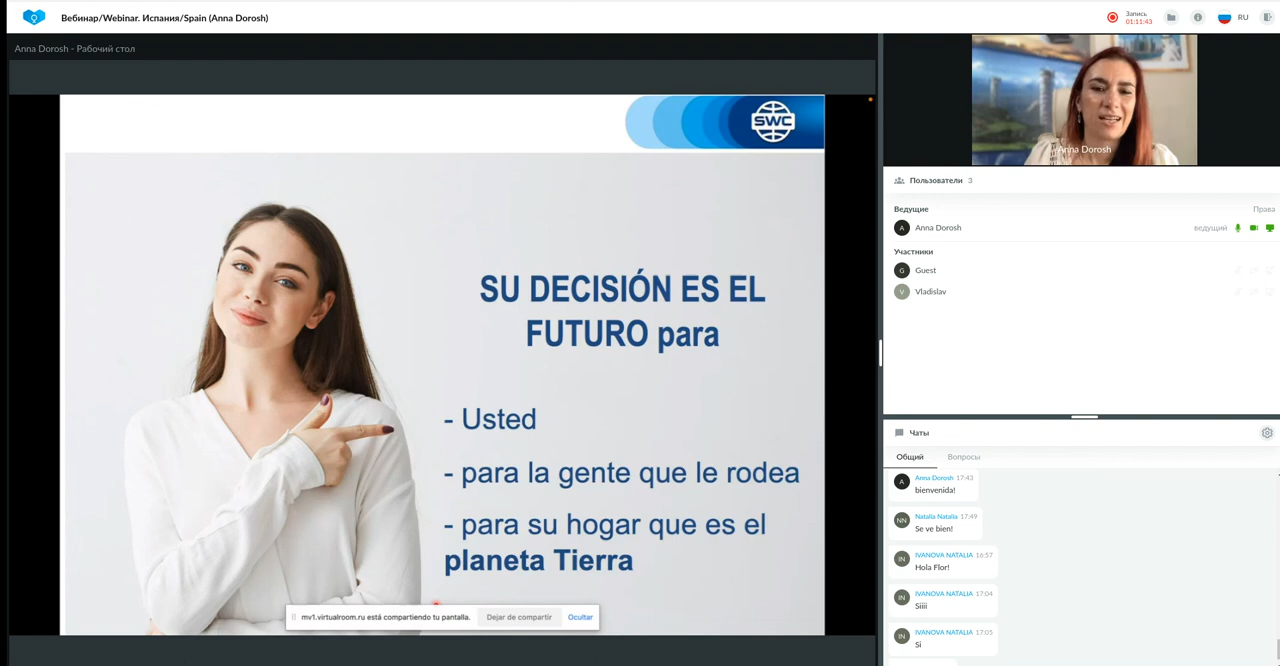 Вебинар/Webinar. Испания/Spain (Anna Dorosh)
Запись
01:11:43
RU
Anna Dorosh - Рабочий стол
SWC
SU DECISIÓN ES EL
FUTURO para
- Usted
- para la gente que le rodea
- para su hogar que es el
planeta Tierra
mv1.virtualroom.ru está compartiendo tu pantalla.
Dejar de compartir
Ocultar
Anna Dorosh
Пользователи 3
Ведущие
Права
A
Anna Dorosh
ведущий
Участники
G
Guest
V
Vladislav
Чаты
Общий
Вопросы
A
Anna Dorosh 17:43
bienvenida!
NN
Natalia Natalia 17:49
Se ve bien!
IN
IVANOVA NATALIA 16:57
Hola Flor!
IN
IVANOVA NATALIA 17:04
Siiii
IN
IVANOVA NATALIA 17:05
Si